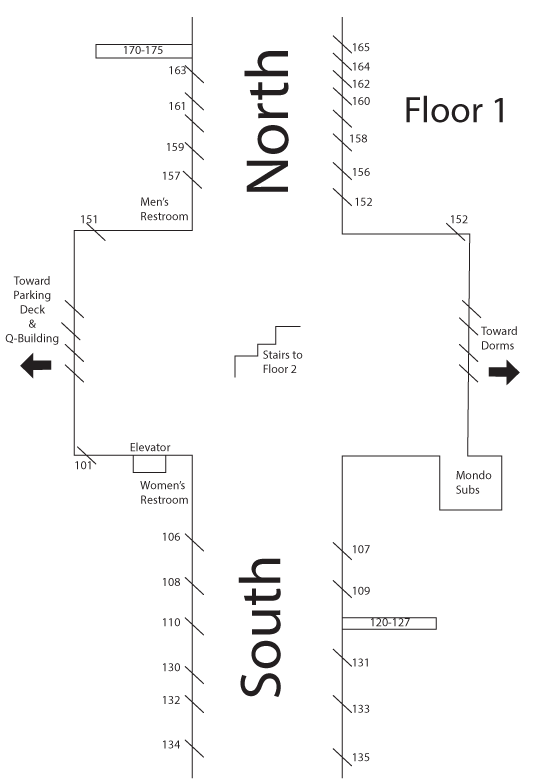 170-175
163
161
159
157
Men's
Restroom
151
North
165
164
162
160
158
156
152
Floor 1
152
Toward
Parking
Deck
&
Q-Building
Stairs to
Floor 2
Toward
Dorms
101
Elevator
Women's
Restroom
Mondo
Subs
106
108
110
130
132
134
South
107
109
120-127
131
133
135